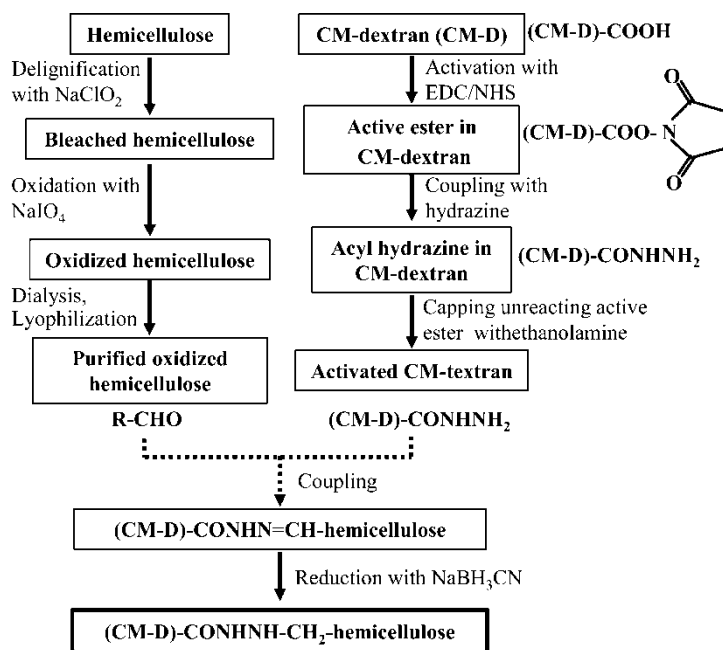 Hemicellulose
Delignification
with NaClO₂
Bleached hemicellulose
Oxidation with
NaIO₄
Oxidized hemicellulose
Dialysis,
Lyophilization
Purified oxidized
hemicellulose
R-CHO
CM-dextran (CM-D)
(CM-D)-COOH
Activation with
EDC/NHS
Active ester in
CM-dextran
(CM-D)-COO-
N
O
O
Coupling with
hydrazine
Acyl hydrazine in
CM-dextran
(CM-D)-CONHNH₂
Capping unreacting active
ester withethanolamine
Activated CM-textran
(CM-D)-CONHNH₂
Coupling
(CM-D)-CONHN=CH-hemicellulose
Reduction with NaBH₃CN
(CM-D)-CONHNH-CH₂-hemicellulose